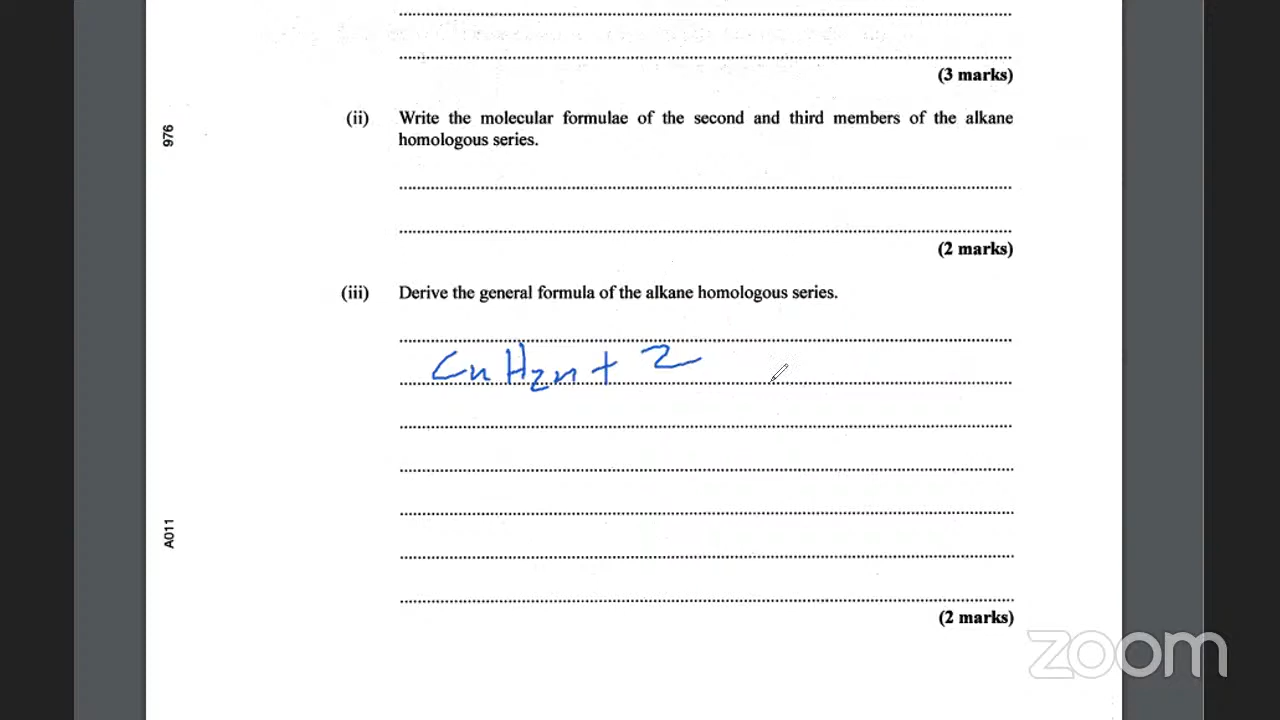 (3 marks)
976
(ii) Write the molecular formulae of the second and third members of the alkane
homologous series.
(2 marks)
(iii) Derive the general formula of the alkane homologous series.
CnH2n + 2
A011
(2 marks)
zoom